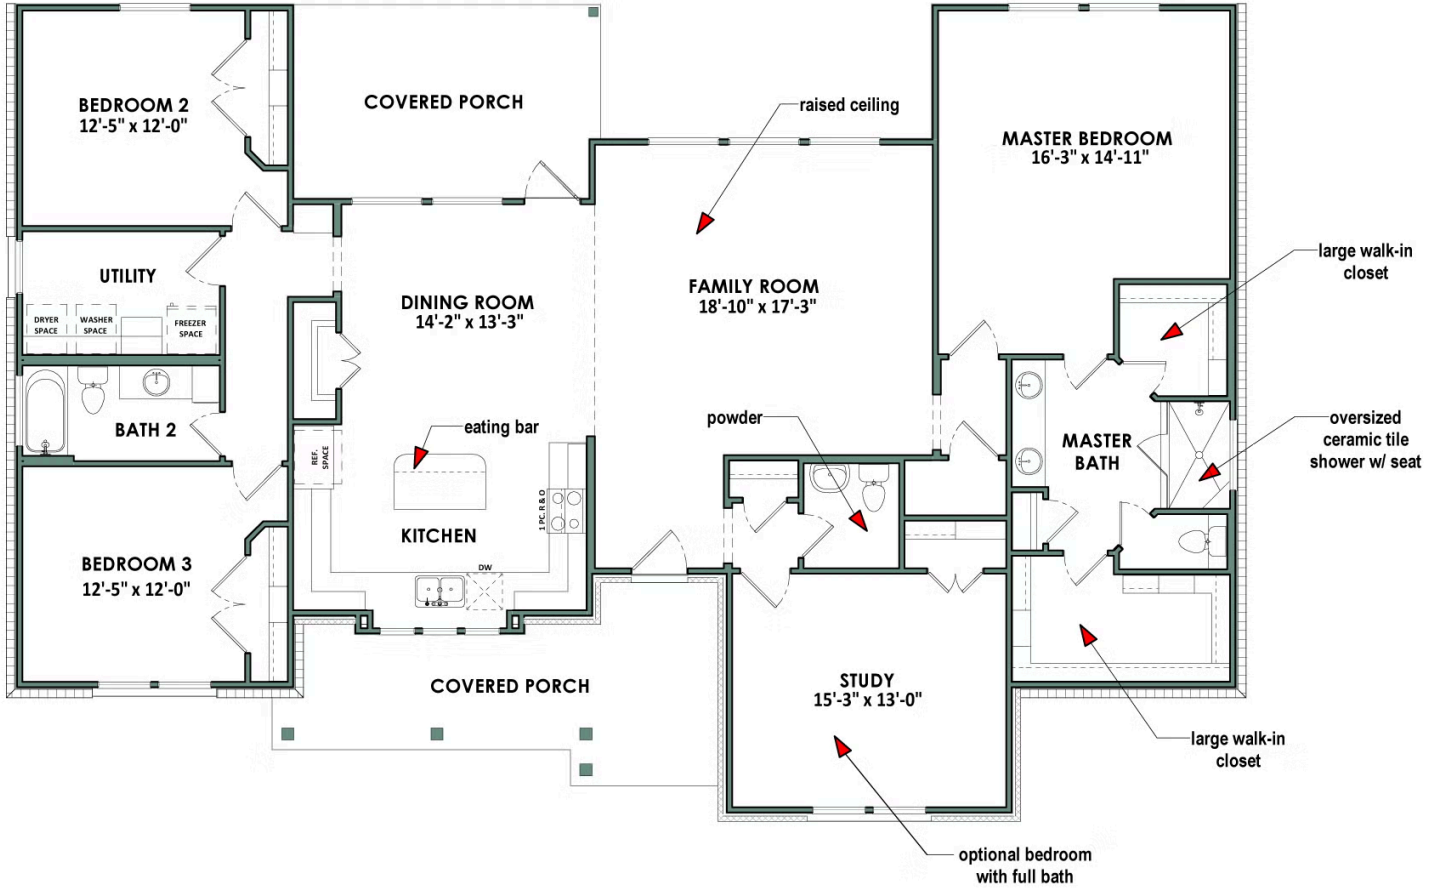 BEDROOM 2
12'-5" x 12'-0"
COVERED PORCH
raised ceiling
MASTER BEDROOM
16'-3" x 14'-11"
large walk-in
closet
UTILITY
DRYER
SPACE
WASHER
SPACE
FREEZER
SPACE
DINING ROOM
14'-2" x 13'-3"
FAMILY ROOM
18'-10" x 17'-3"
BATH 2
eating bar
powder
MASTER
BATH
oversized
ceramic tile
shower w/ seat
REF.
SPACE
1 PC. R & O
KITCHEN
DW
BEDROOM 3
12'-5" x 12'-0"
COVERED PORCH
STUDY
15'-3" x 13'-0"
large walk-in
closet
optional bedroom
with full bath